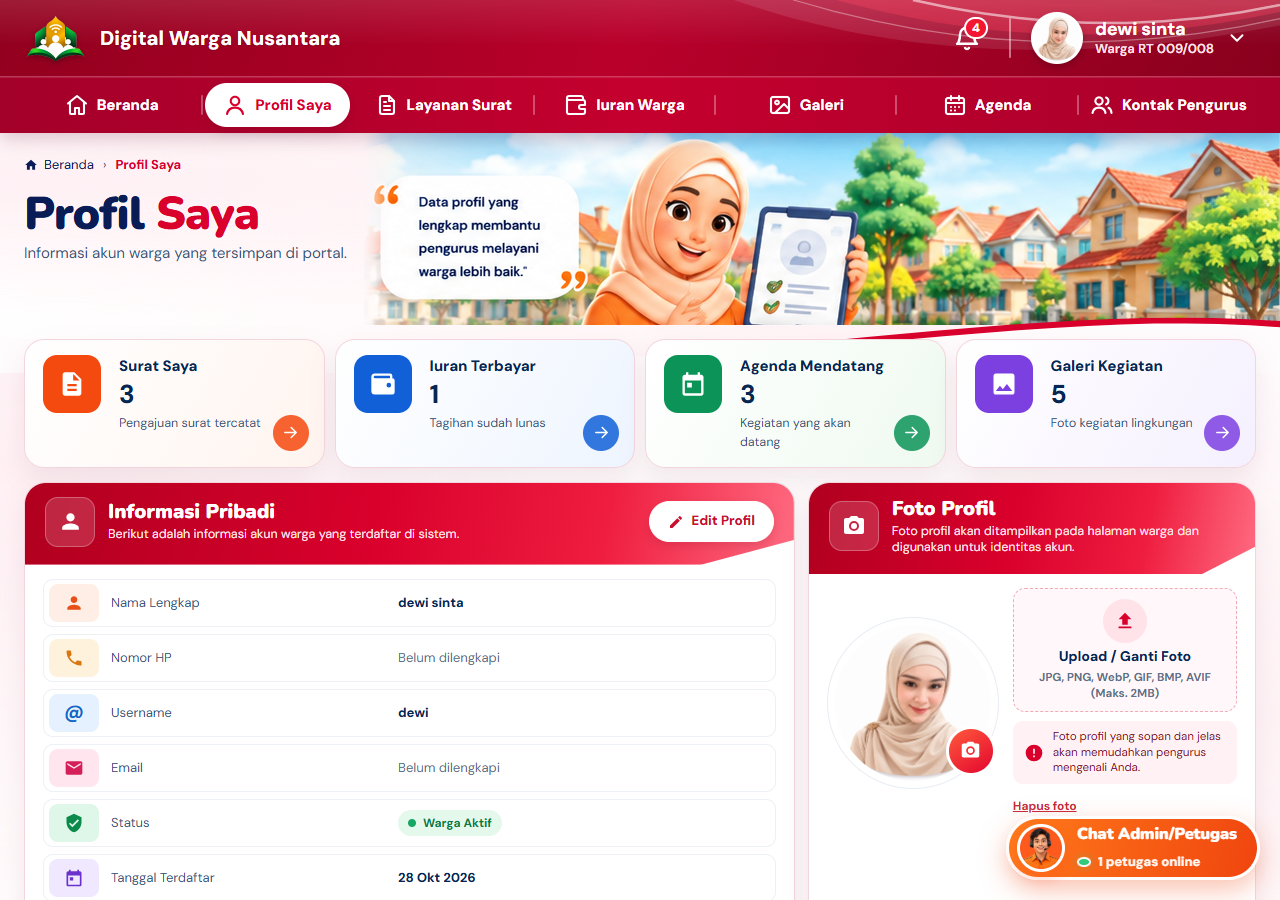 Digital Warga Nusantara
4
dewi sinta
Warga RT 009/008
Beranda
Profil Saya
Layanan Surat
Iuran Warga
Galeri
Agenda
Kontak Pengurus
Beranda › Profil Saya
Profil Saya
Informasi akun warga yang tersimpan di portal.
“
Data profil yang
lengkap membantu
pengurus melayani
warga lebih baik."
”
Surat Saya
3
Pengajuan surat tercatat
Iuran Terbayar
1
Tagihan sudah lunas
Agenda Mendatang
3
Kegiatan yang akan
datang
Galeri Kegiatan
5
Foto kegiatan lingkungan
Informasi Pribadi
Berikut adalah informasi akun warga yang terdaftar di sistem.
Edit Profil
Nama Lengkap
dewi sinta
Nomor HP
Belum dilengkapi
@
Username
dewi
Email
Belum dilengkapi
Status
Warga Aktif
Tanggal Terdaftar
28 Okt 2026
Foto Profil
Foto profil akan ditampilkan pada halaman warga dan
digunakan untuk identitas akun.
Upload / Ganti Foto
JPG, PNG, WebP, GIF, BMP, AVIF
(Maks. 2MB)
Foto profil yang sopan dan jelas
akan memudahkan pengurus
mengenali Anda.
Hapus foto
Chat Admin/Petugas
1 petugas online